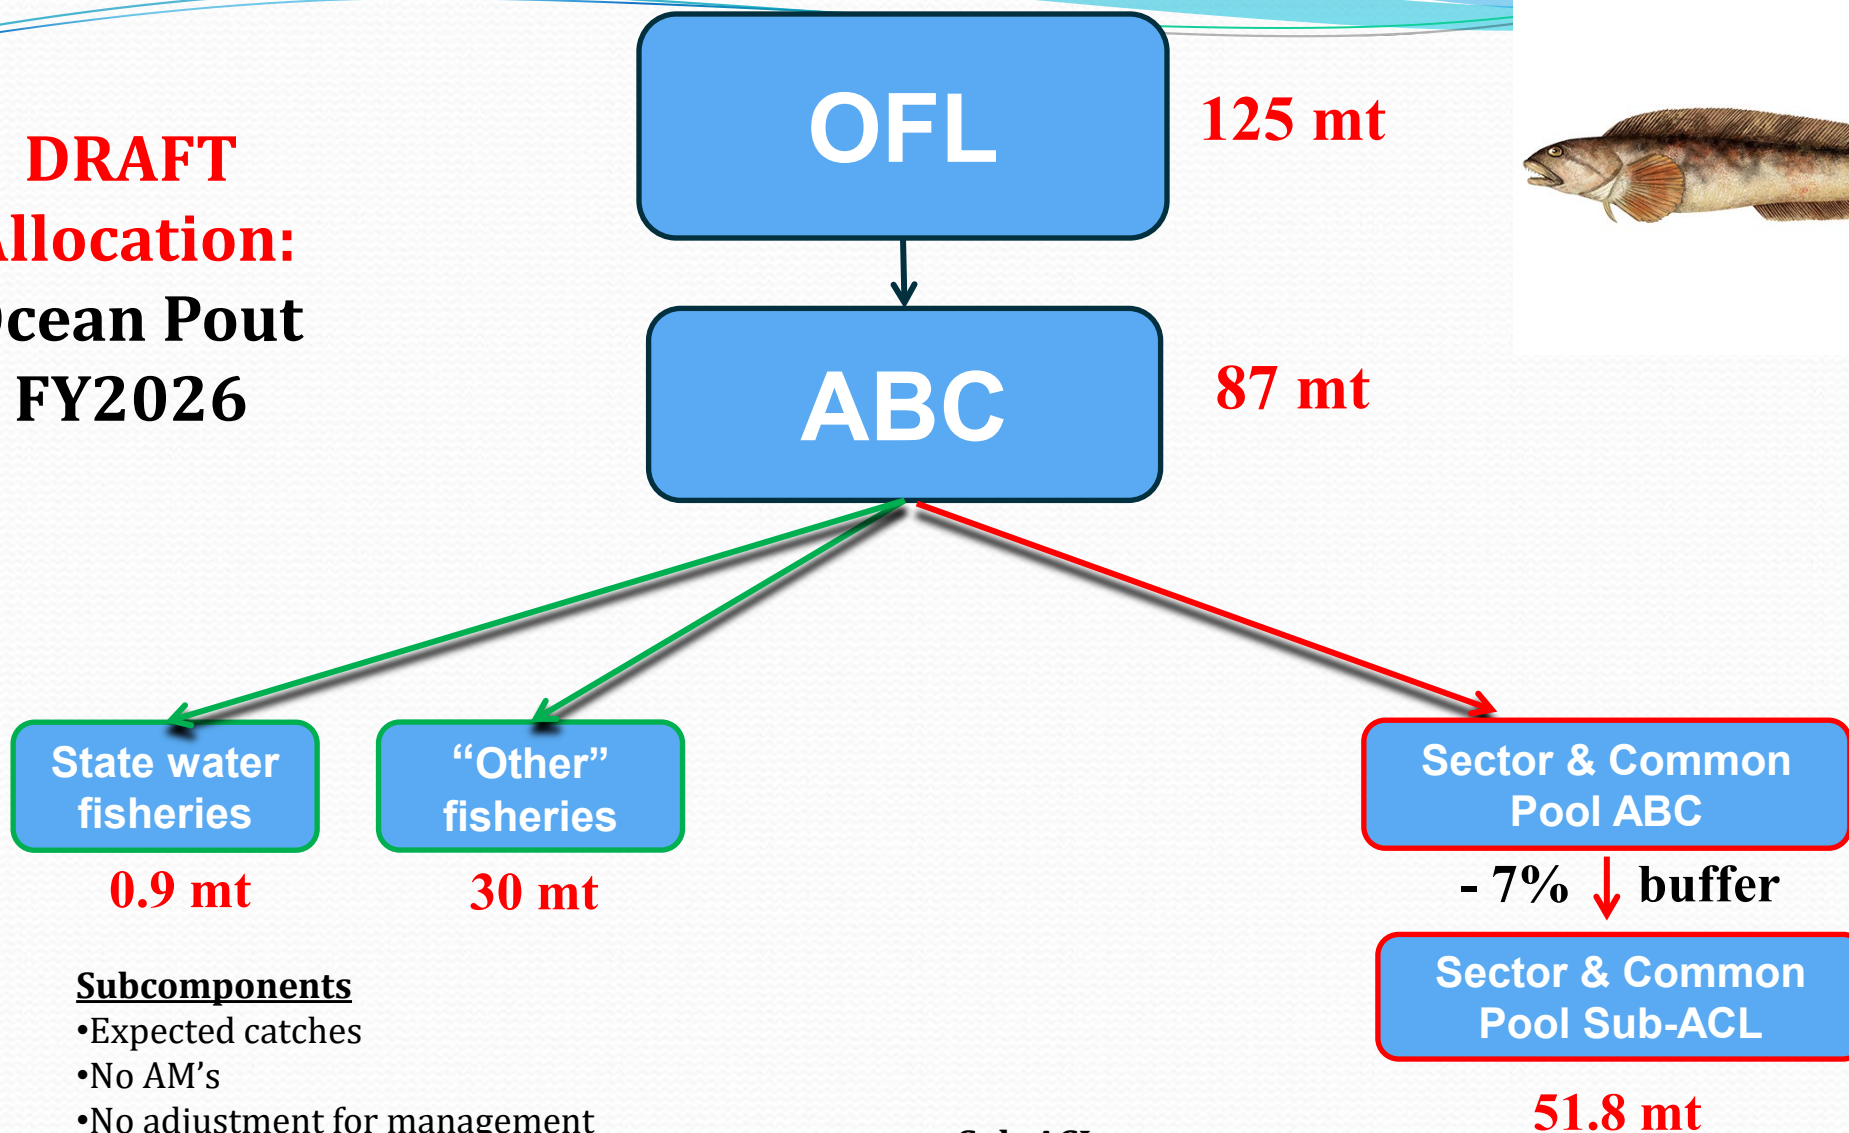 DRAFT
Allocation:
Ocean Pout
FY2026
OFL
125 mt
ABC
87 mt
State water
fisheries
0.9 mt
“Other”
fisheries
30 mt
Sector & Common
Pool ABC
- 7% buffer
Sector & Common
Pool Sub-ACL
51.8 mt
Subcomponents
•Expected catches
•No AM’s
•No adjustment for management